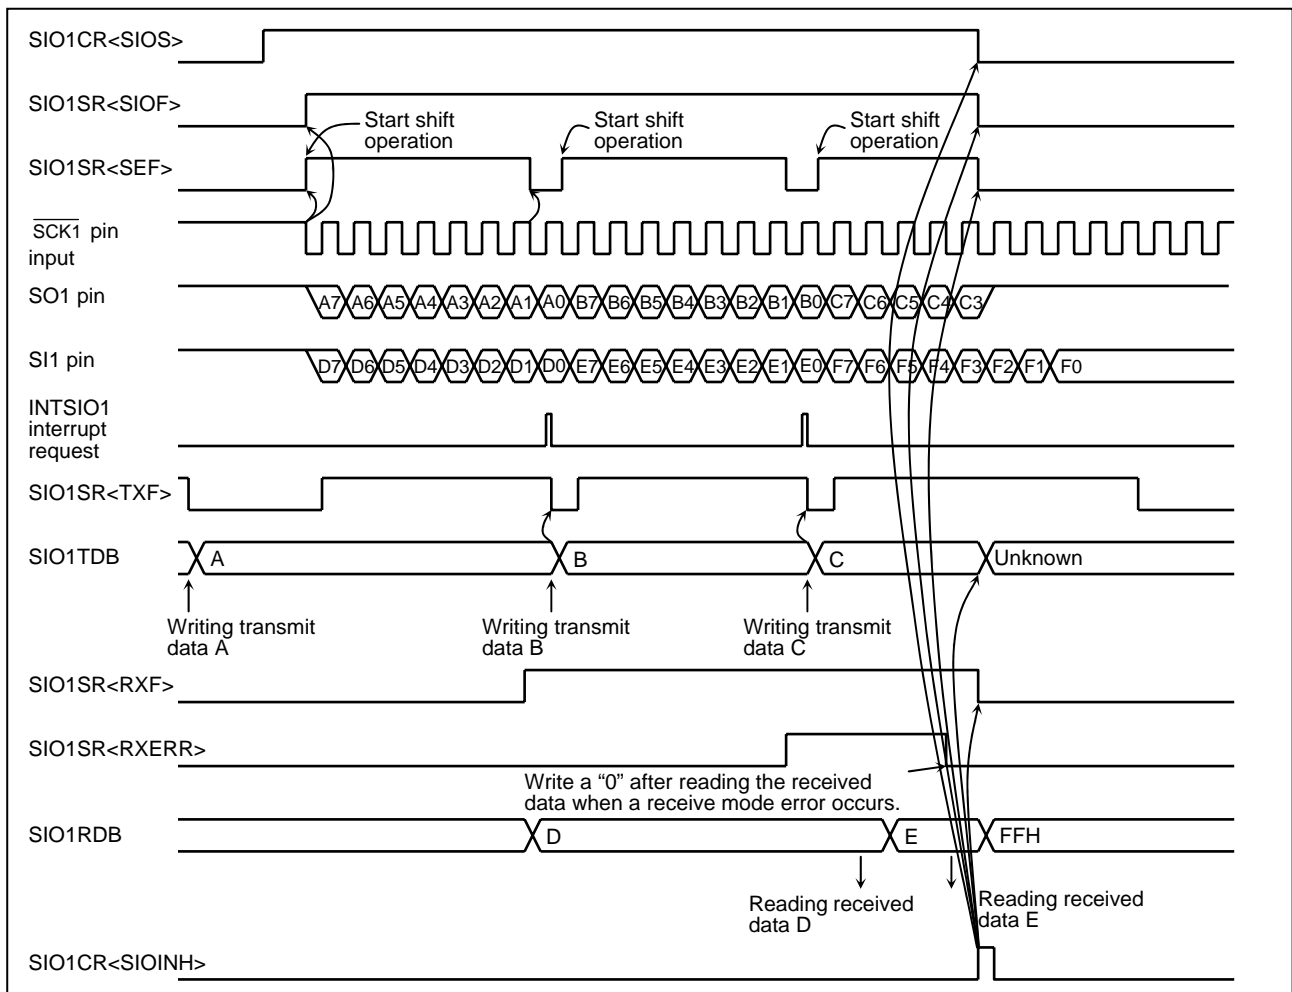 SIO1CR<SIOS>
SIO1SR<SIOF>
Start shift
operation
Start shift
operation
Start shift
operation
SIO1SR<SEF>
SCK1 pin
input
SO1 pin
A7 A6 A5 A4 A3 A2 A1 A0 B7 B6 B5 B4 B3 B2 B1 B0 C7 C6 C5 C4 C3
SI1 pin
D7 D6 D5 D4 D3 D2 D1 D0 E7 E6 E5 E4 E3 E2 E1 E0 F7 F6 F5 F4 F3 F2 F1 F0
INTSIO1
interrupt
request
SIO1SR<TXF>
SIO1TDB
A
B
C
Unknown
Writing transmit
data A
Writing transmit
data B
Writing transmit
data C
SIO1SR<RXF>
SIO1SR<RXERR>
Write a “0” after reading the received
data when a receive mode error occurs.
SIO1RDB
D
E
FFH
Reading received
data D
Reading received
data E
SIO1CR<SIOINH>